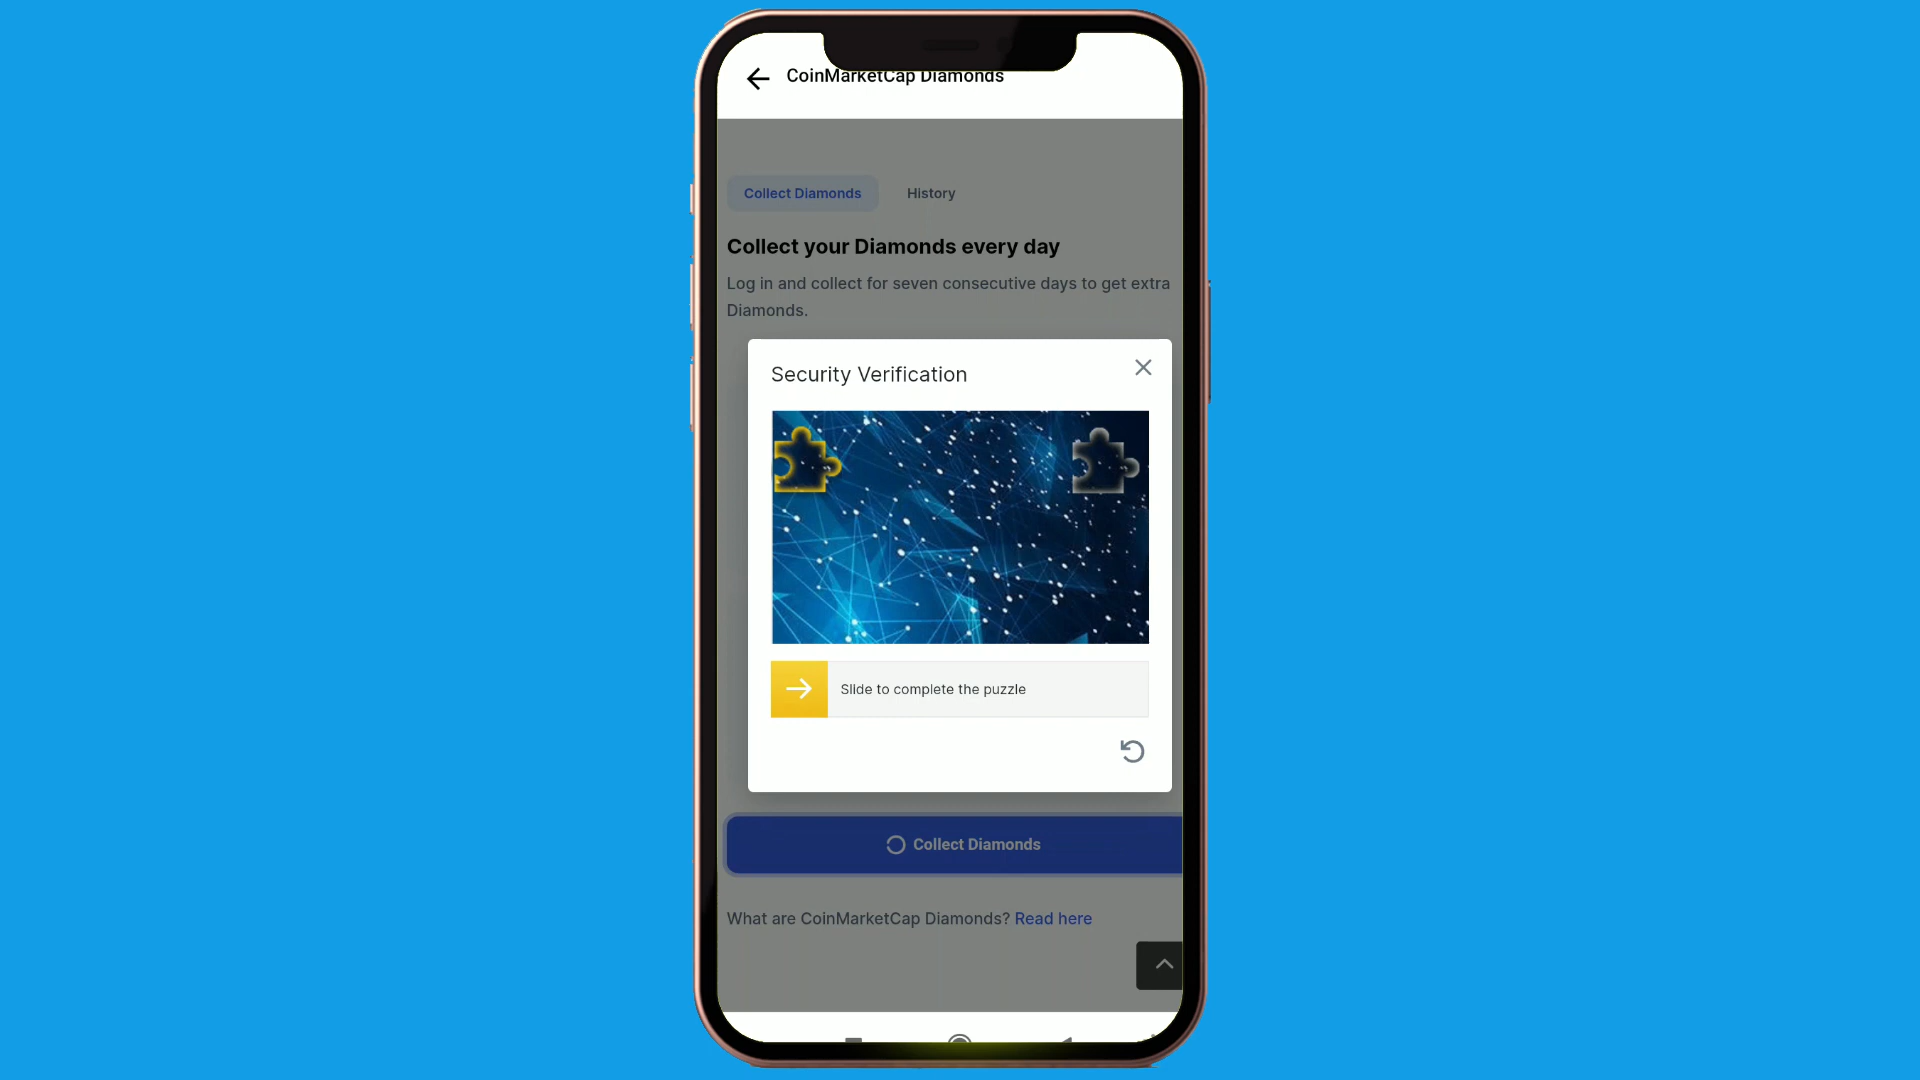 CoinMarketCap Diamonds
Collect Diamonds
History
Collect your Diamonds every day
Log in and collect for seven consecutive days to get extra
Diamonds.
Security Verification
Slide to complete the puzzle
Collect Diamonds
What are CoinMarketCap Diamonds? Read here